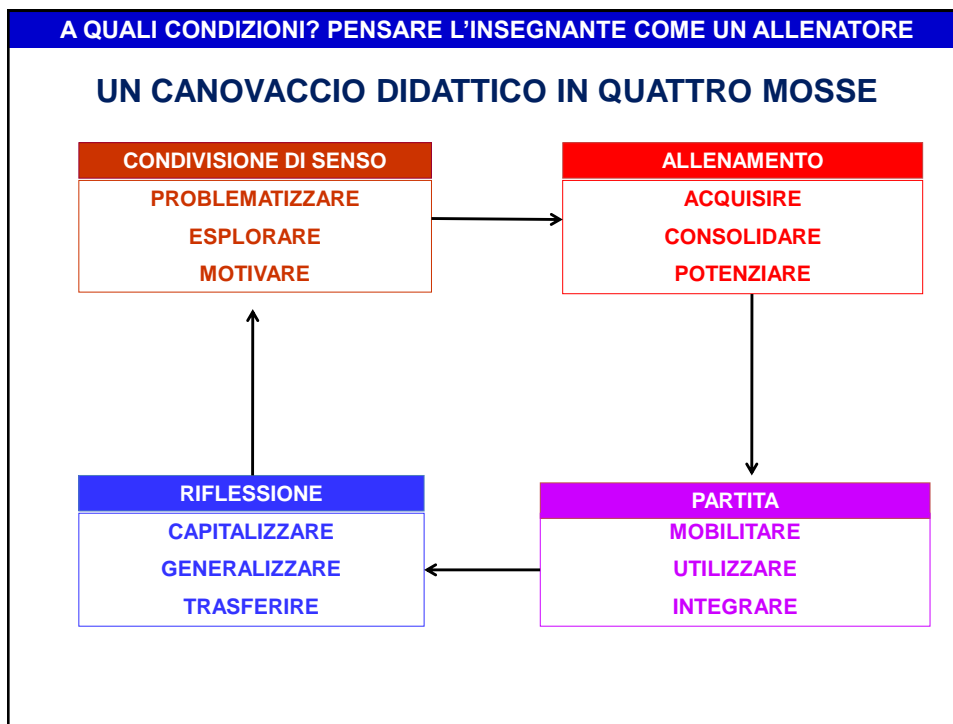 A QUALI CONDIZIONI? PENSARE L'INSEGNANTE COME UN ALLENATORE
UN CANOVACCIO DIDATTICO IN QUATTRO MOSSE
CONDIVISIONE DI SENSO
PROBLEMATIZZARE
ESPLORARE
MOTIVARE
ALLENAMENTO
ACQUISIRE
CONSOLIDARE
POTENZIARE
RIFLESSIONE
CAPITALIZZARE
GENERALIZZARE
TRASFERIRE
PARTITA
MOBILITARE
UTILIZZARE
INTEGRARE